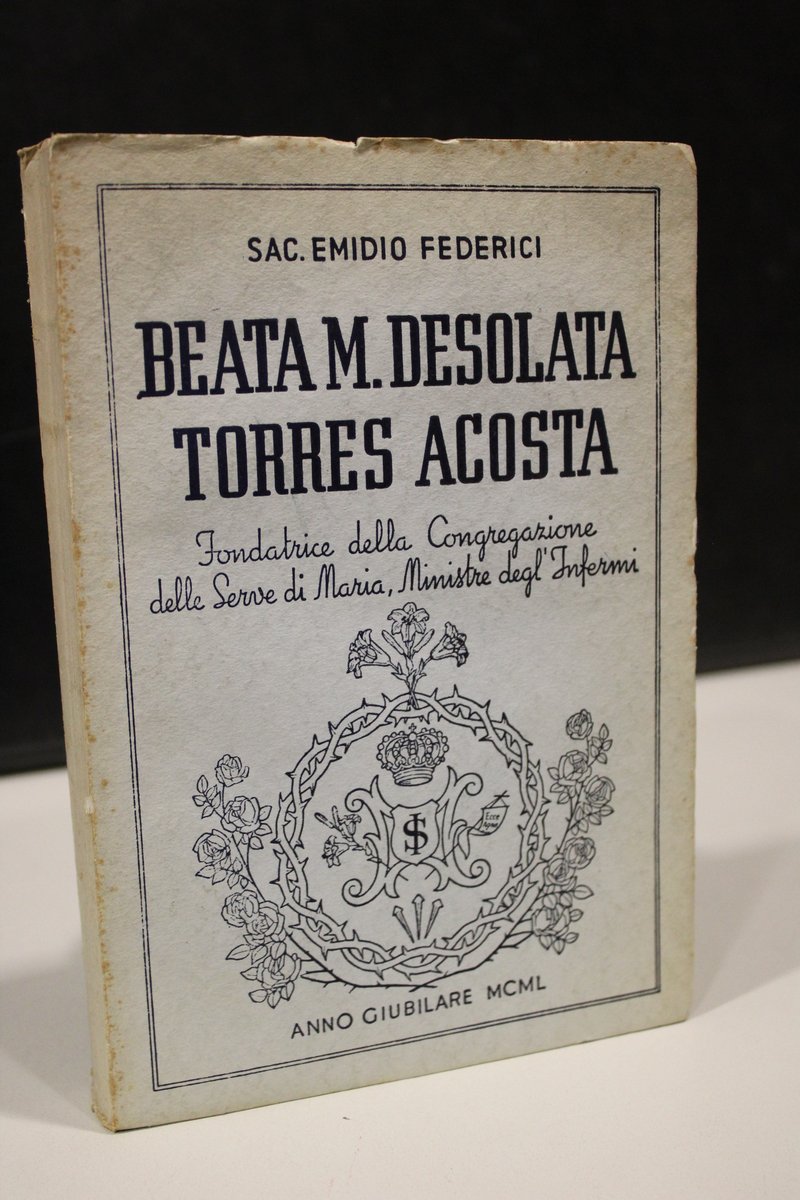 SAC. EMIDIO FEDERICI
BEATA M. DESOLATA
TORRES ACOSTA
Fondatrice della Congregazione
delle Serve di Maria, Ministre degl'Infermi
Ecce
ANNO GIUBILARE MCML